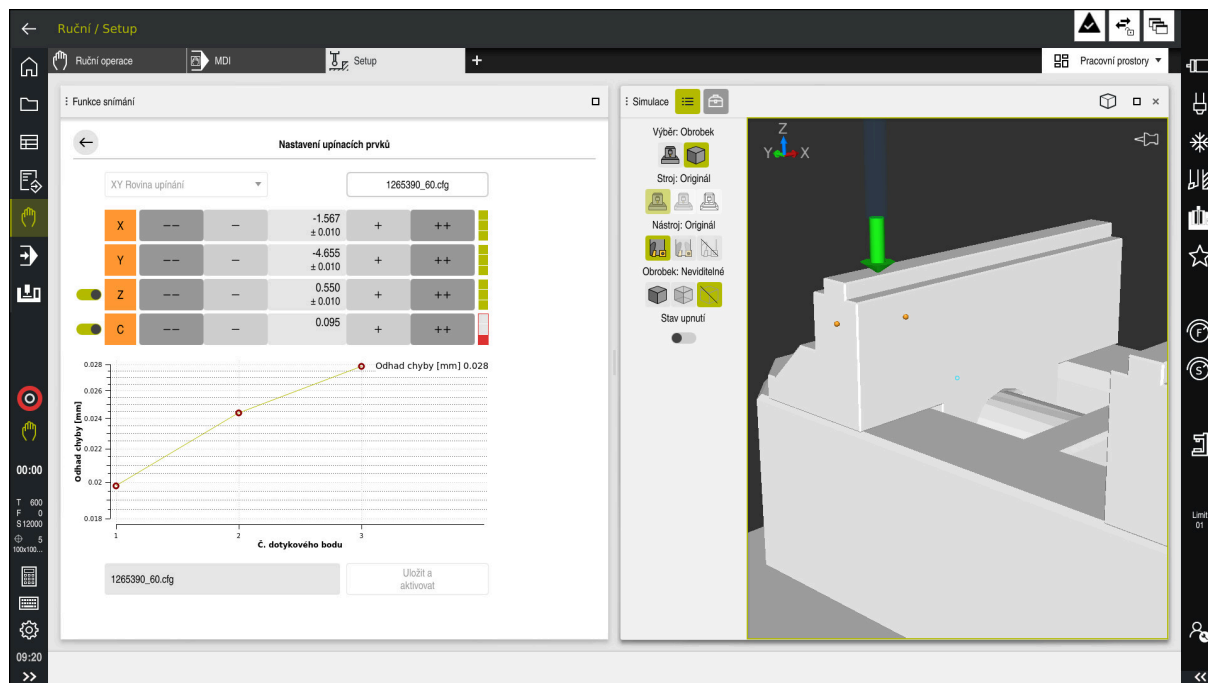 Ruční / Setup
Ruční operace
MDI
Setup
+
Pracovní prostory
Funkce snímání
Nastavení upínacích prvků
XY Rovina upínání
1265390_60.cfg
X -- - -1.567 + ++
± 0.010
Y -- - -4.655 + ++
± 0.010
Z -- - 0.550 + ++
± 0.010
C -- - 0.095 + ++
Odhad chyby [mm] 0.028
Odhad chyby [mm]
0.028
0.026
0.024
0.022
0.02
0.018
1 2 3
Č. dotykového bodu
1265390_60.cfg
Uložit a
aktivovat
Simulace
Výběr: Obrobek
Stroj: Originál
Nástroj: Originál
Obrobek: Neviditelné
Stav upnutí
Z
Y X
00:00
T 600
F 0
S 12000
5
100x100...
09:20
F
S
Limit
01